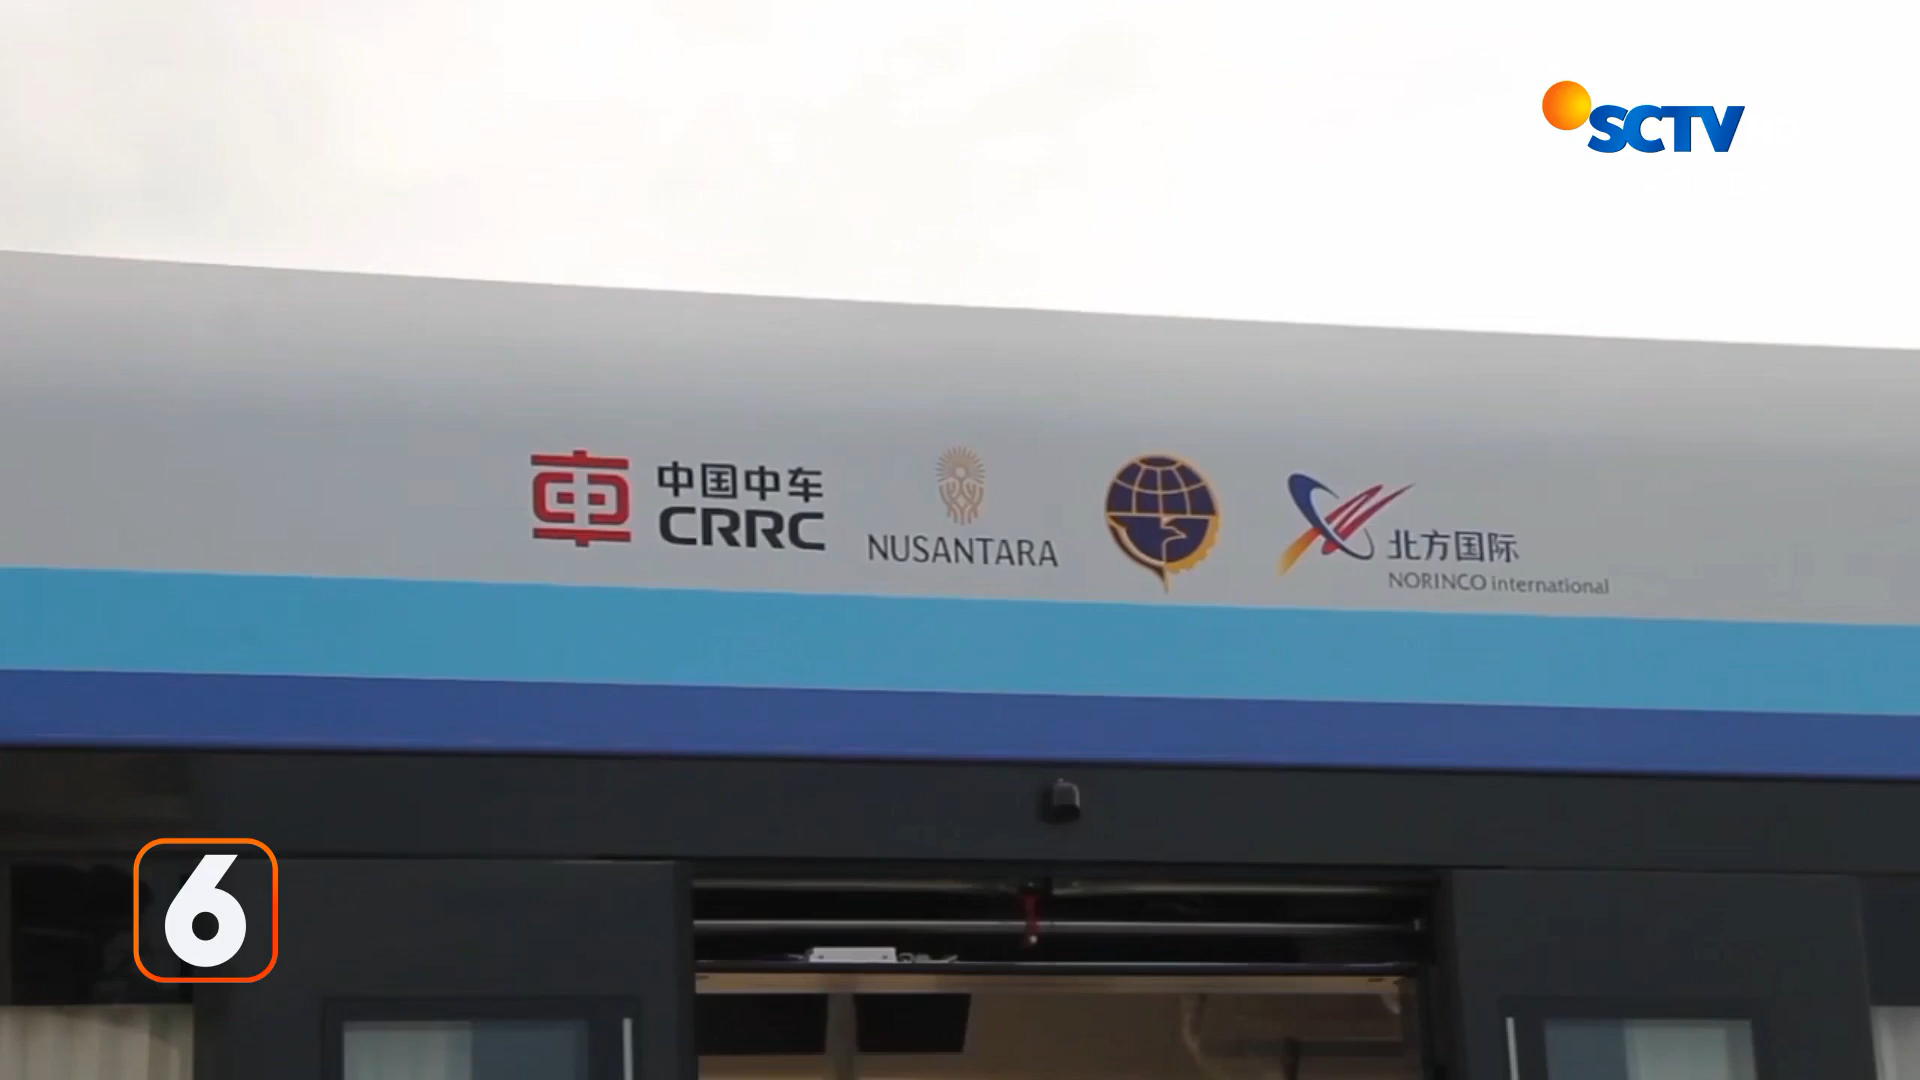 SCTV
中国中车
CRRC
NUSANTARA
北方国际
NORINCO international
6